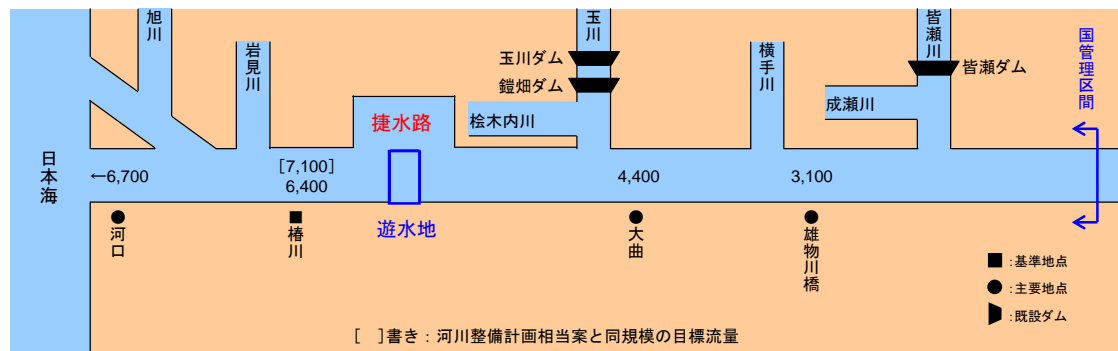 旭川
岩見川
玉川
玉川ダム
鎧畑ダム
横手川
皆瀬川
皆瀬ダム
国管理区間
捷水路
桧木内川
成瀬川
日本海
←6,700
[7,100]
6,400
4,400
3,100
遊水地
河口
椿川
大曲
雄物川橋
■:基準地点
●:主要地点
:既設ダム
[ ]書き:河川整備計画相当案と同規模の目標流量